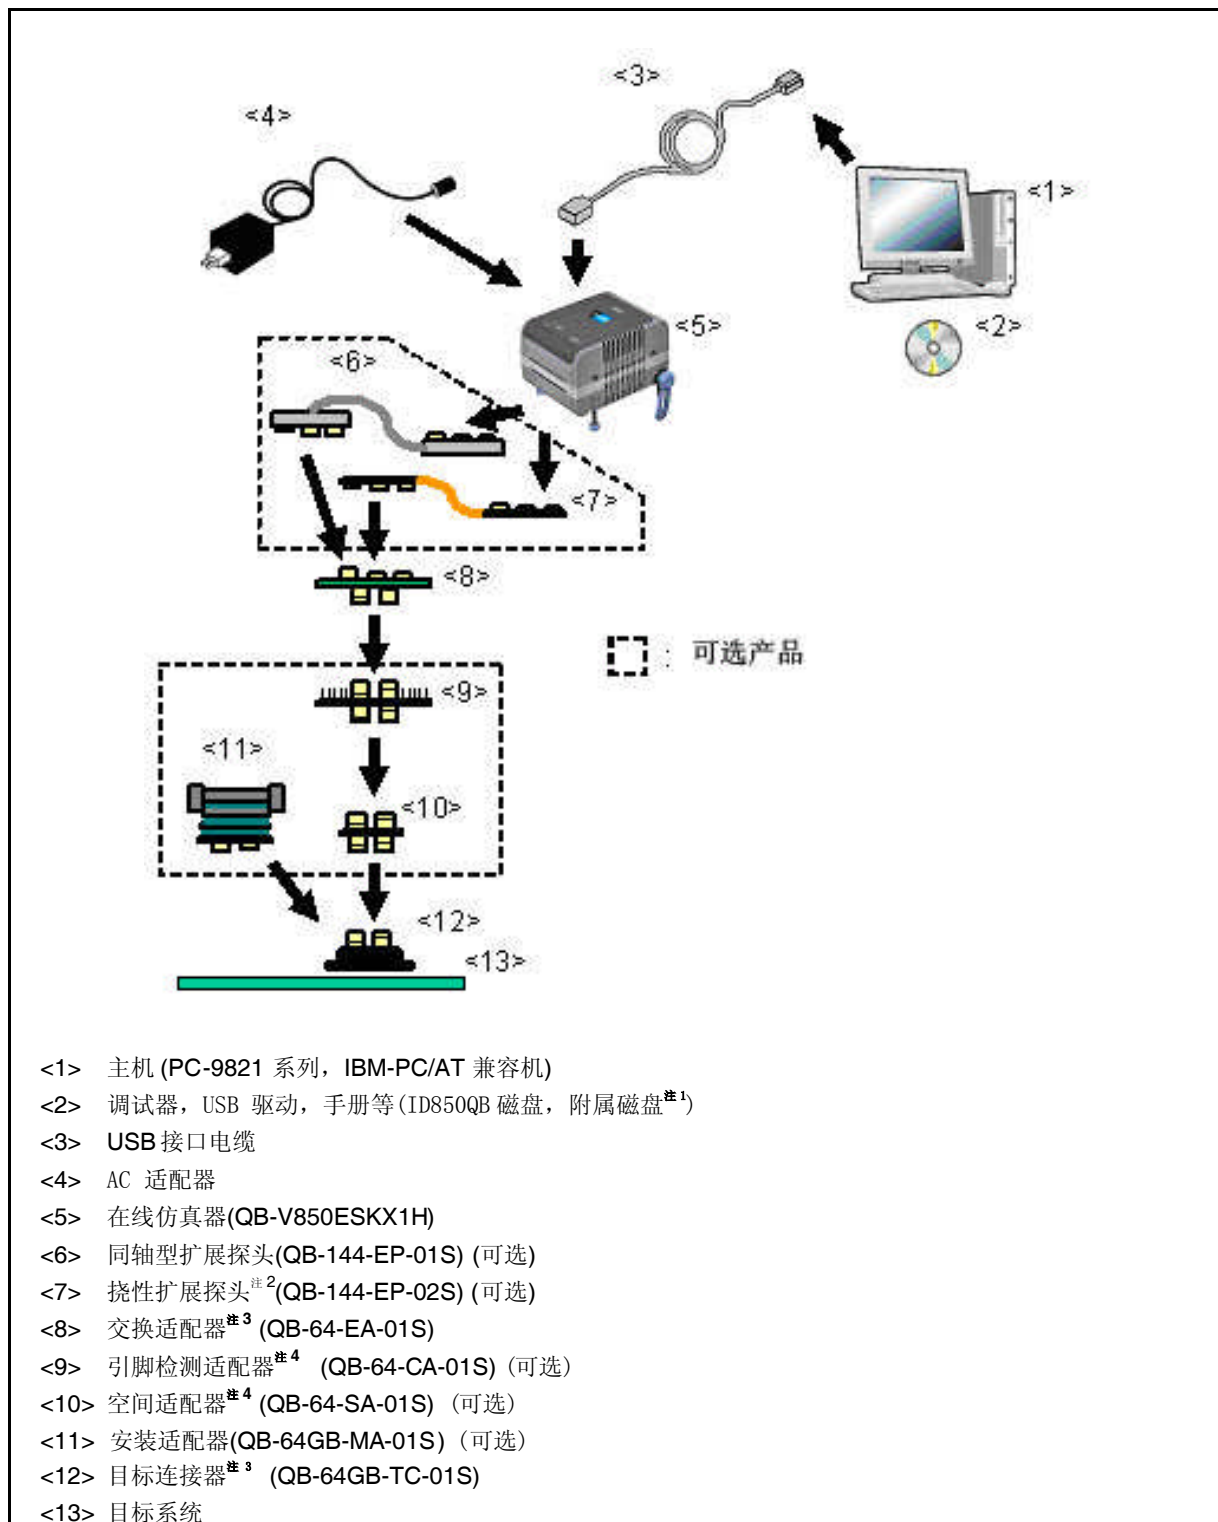 <3>
<4>
<1>
<5>
<2>
<6>
<7>
<8>
: 可选产品
<9>
<11>
<10>
<12>
<13>
<1> 主机 (PC-9821 系列，IBM-PC/AT 兼容机)
<2> 调试器，USB 驱动，手册等(ID850QB 磁盘，附属磁盘注1)
<3> USB 接口电缆
<4> AC 适配器
<5> 在线仿真器(QB-V850ESKX1H)
<6> 同轴型扩展探头(QB-144-EP-01S) (可选)
<7> 挠性扩展探头注2(QB-144-EP-02S) (可选)
<8> 交换适配器注3 (QB-64-EA-01S)
<9> 引脚检测适配器注4 (QB-64-CA-01S) (可选)
<10> 空间适配器注4 (QB-64-SA-01S) (可选)
<11> 安装适配器(QB-64GB-MA-01S) (可选)
<12> 目标连接器注3 (QB-64GB-TC-01S)
<13> 目标系统